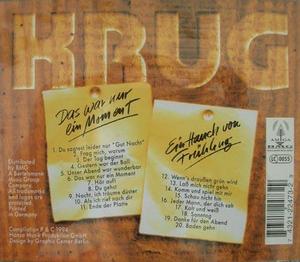 KRUG
Das war nur
ein Moment
1. Du sagtest leider nur "Gut Nacht"
2. Frag mich, warum
3. Der Tag beginnt
4. Gestern war der Ball
5. Unser Abend war wunderbar
6. Das war nur ein Moment
7. Hör auf!
8. Du gehst
9. Nacht, ich träume düster
10. Als ich rief nach dir
11. Ende der Platte
Ein Hauch von
Frühling
12. Wenn's draußen grün wird
13. Laß mich nicht gehn
14. Komm und spiel mit mir
15. Schau nicht hin
16. Jeder Mann, der dich seh
17. Kalt und weiß
18. Sonntag
19. Danke für den Abend
20. Baden gehn
Distributed
by BMG
A Bertelsmann
Music Group
Company
All trademarks
and logos are
protected
Printed in
Germany
AMIGA
LC 0055
Compilation P & C 1994
Hansa Musik Produktion GmbH
Design by Graphic Center Berlin